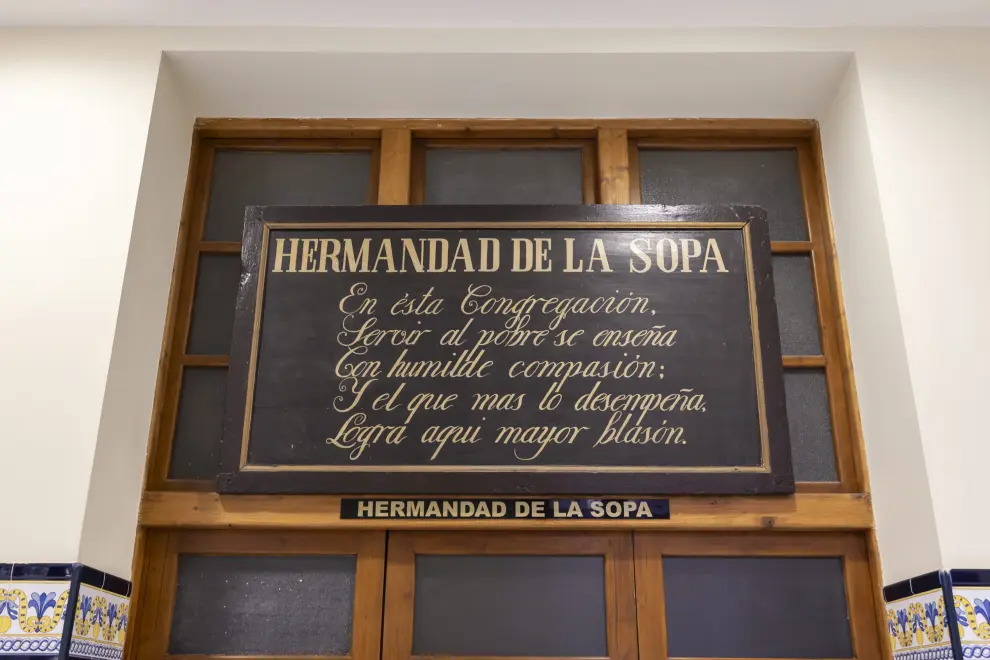 HERMANDAD DE LA SOPA
En ésta Congregación,
Servir al pobre se enseña
Con humilde compasión;
Y el que mas lo desempeña,
Logra aqui mayor blasón.
HERMANDAD DE LA SOPA